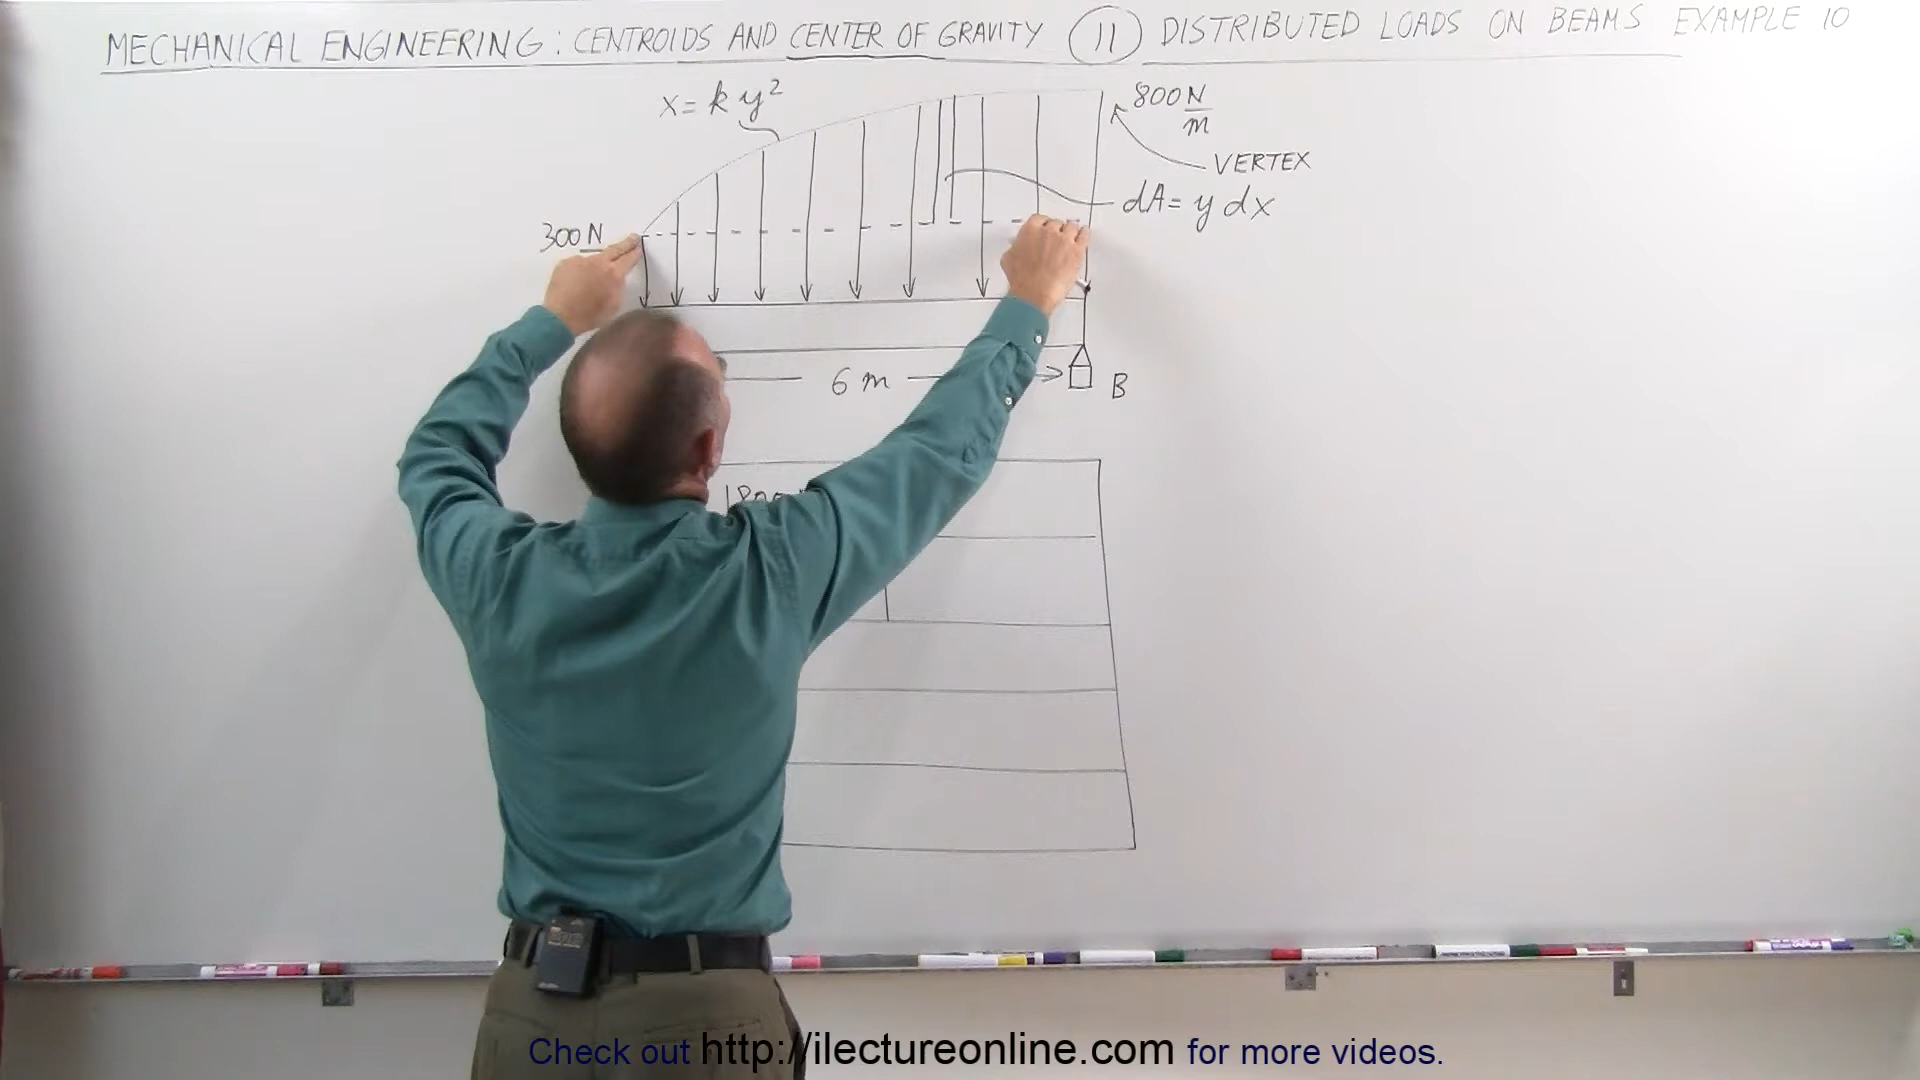 MECHANICAL ENGINEERING: CENTROIDS AND CENTER OF GRAVITY (11) DISTRIBUTED LOADS ON BEAMS EXAMPLE 10
x = k y²
800 N/m
VERTEX
dA = y dx
300 N
6 m
B
Check out http://ilectureonline.com for more videos.